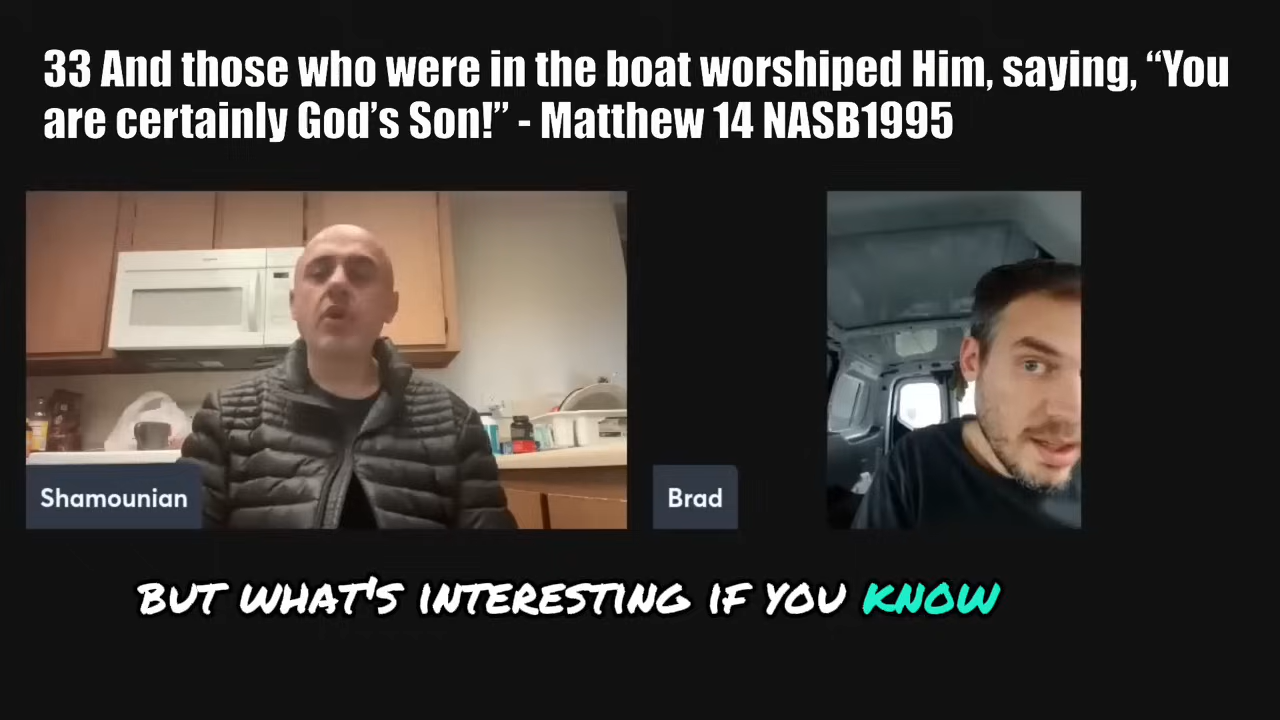 33 And those who were in the boat worshiped Him, saying, “You
are certainly God’s Son!” - Matthew 14 NASB1995
Shamounian
Brad
BUT WHAT'S INTERESTING IF YOU KNOW